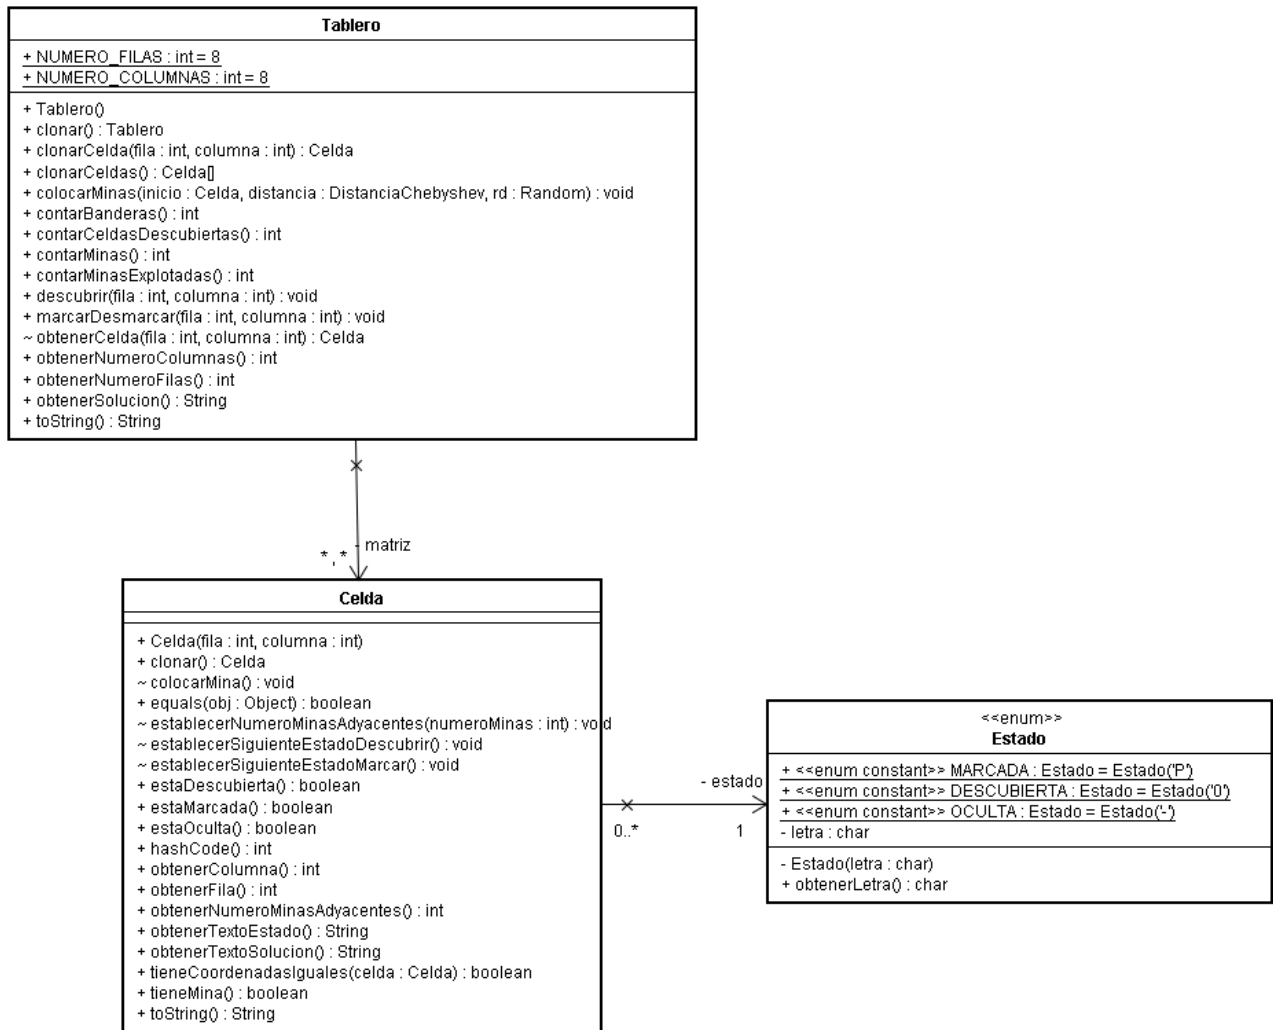 Tablero
+ NUMERO_FILAS : int = 8
+ NUMERO_COLUMNAS : int = 8
+ Tablero()
+ clonar() : Tablero
+ clonarCelda(fila : int, columna : int) : Celda
+ clonarCeldas() : Celda[]
+ colocarMinas(inicio : Celda, distancia : DistanciaChebyshev, rd : Random) : void
+ contarBanderas() : int
+ contarCeldasDescubiertas() : int
+ contarMinas() : int
+ contarMinasExplotadas() : int
+ descubrir(fila : int, columna : int) : void
+ marcarDesmarcar(fila : int, columna : int) : void
~ obtenerCelda(fila : int, columna : int) : Celda
+ obtenerNumeroColumnas() : int
+ obtenerNumeroFilas() : int
+ obtenerSolucion() : String
+ toString() : String
- matriz
* , *
Celda
+ Celda(fila : int, columna : int)
+ clonar() : Celda
~ colocarMina() : void
+ equals(obj : Object) : boolean
~ establecerNumeroMinasAdyacentes(numeroMinas : int) : void
~ establecerSiguienteEstadoDescubrir() : void
~ establecerSiguienteEstadoMarcar() : void
+ estaDescubierta() : boolean
+ estaMarcada() : boolean
+ estaOculta() : boolean
+ hashCode() : int
+ obtenerColumna() : int
+ obtenerFila() : int
+ obtenerNumeroMinasAdyacentes() : int
+ obtenerTextoEstado() : String
+ obtenerTextoSolucion() : String
+ tieneCoordenadasIguales(celda : Celda) : boolean
+ tieneMina() : boolean
+ toString() : String
- estado
0..*
1
<<enum>>
Estado
+ <<enum constant>> MARCADA : Estado = Estado('P')
+ <<enum constant>> DESCUBIERTA : Estado = Estado('0')
+ <<enum constant>> OCULTA : Estado = Estado('-')
- letra : char
- Estado(letra : char)
+ obtenerLetra() : char